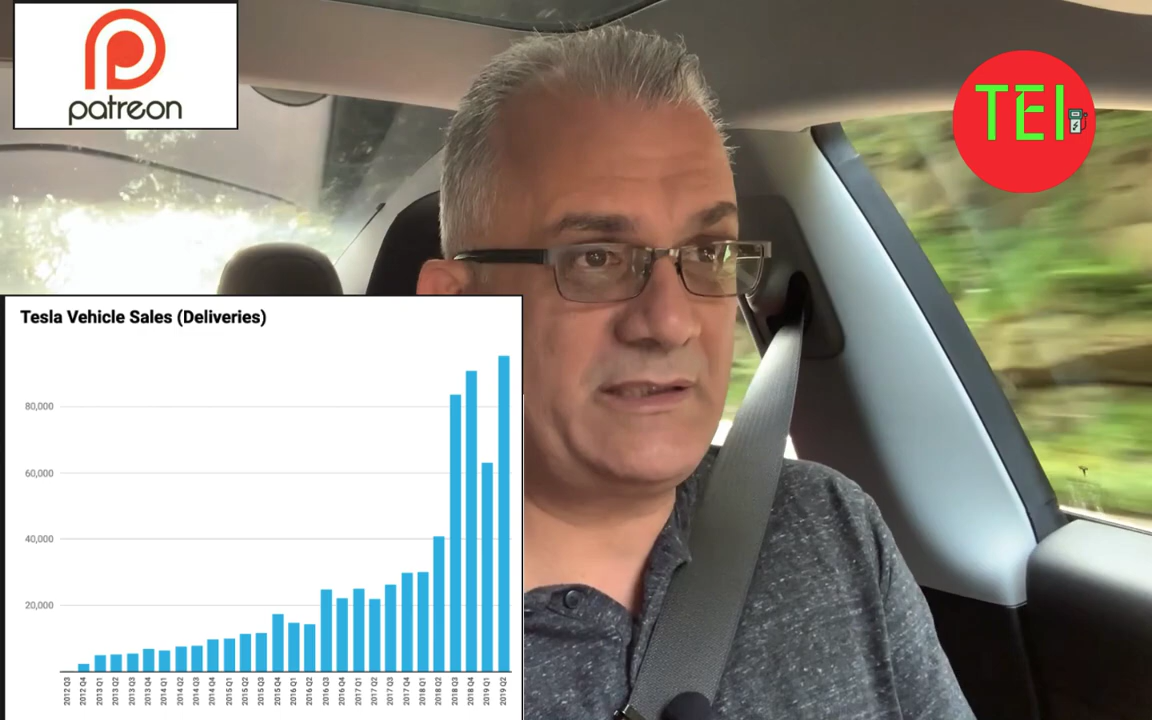 patreon
TEI
Tesla Vehicle Sales (Deliveries)
80,000
60,000
40,000
20,000
2012 Q3
2012 Q4
2013 Q1
2013 Q2
2013 Q3
2013 Q4
2014 Q1
2014 Q2
2014 Q3
2014 Q4
2015 Q1
2015 Q2
2015 Q3
2015 Q4
2016 Q1
2016 Q2
2016 Q3
2016 Q4
2017 Q1
2017 Q2
2017 Q3
2017 Q4
2018 Q1
2018 Q2
2018 Q3
2018 Q4
2019 Q1
2019 Q2